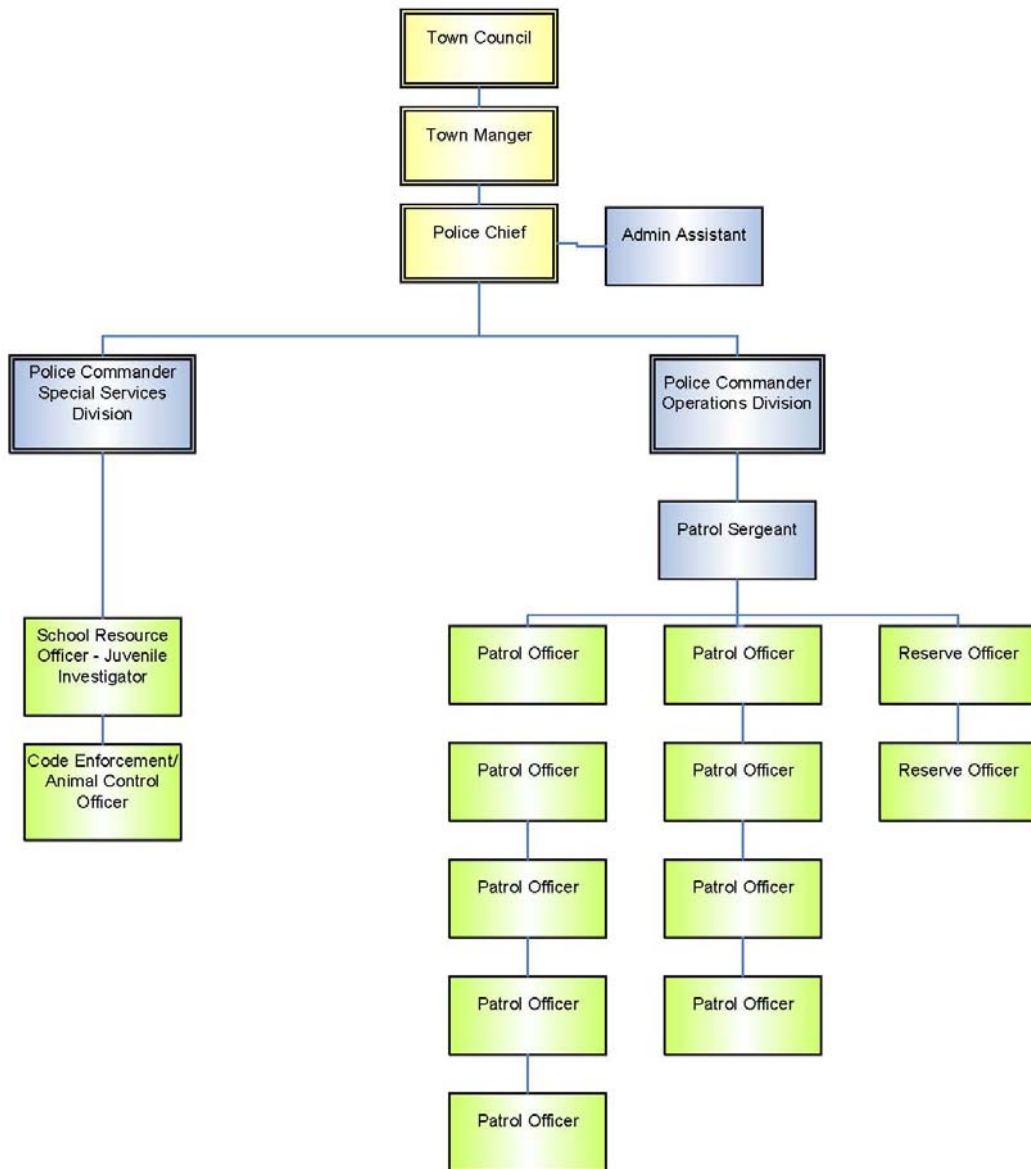 Town Council
Town Manger
Police Chief
Admin Assistant
Police Commander
Special Services
Division
Police Commander
Operations Division
Patrol Sergeant
School Resource
Officer - Juvenile
Investigator
Code Enforcement/
Animal Control
Officer
Patrol Officer
Patrol Officer
Reserve Officer
Patrol Officer
Patrol Officer
Reserve Officer
Patrol Officer
Patrol Officer
Patrol Officer
Patrol Officer
Patrol Officer